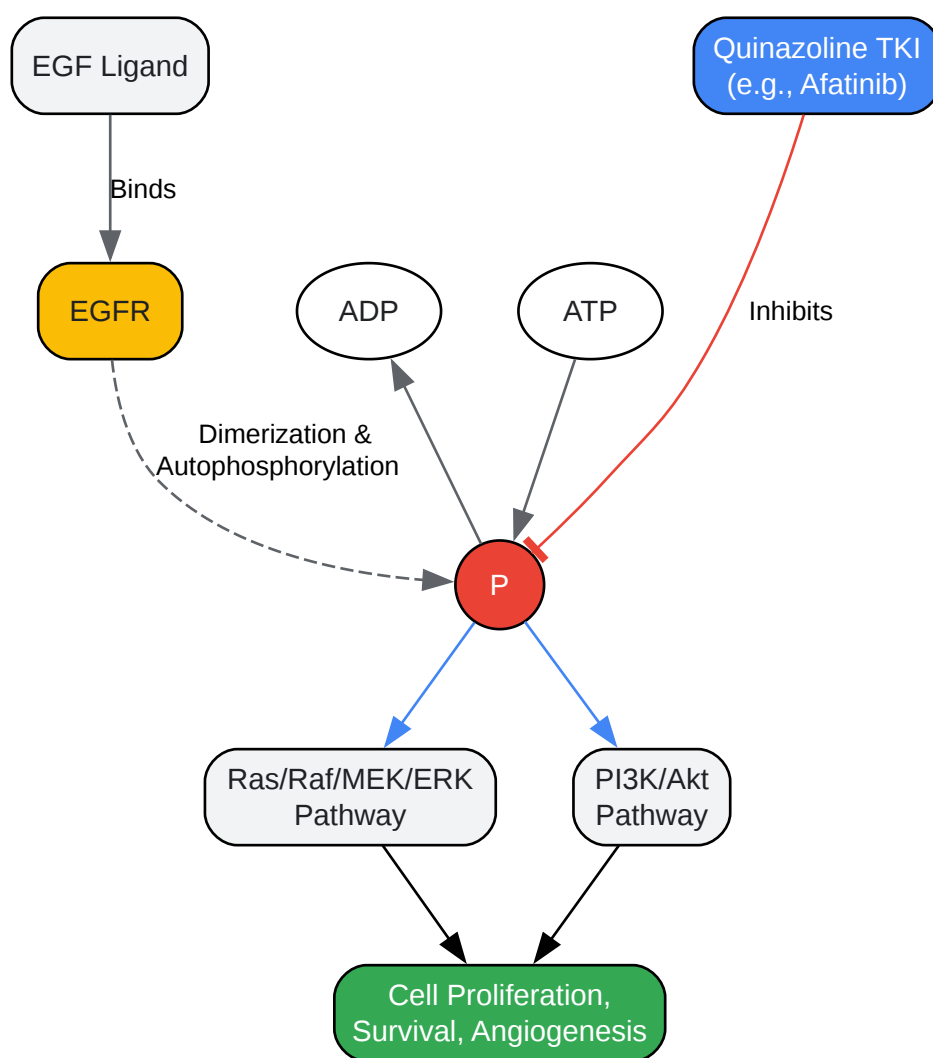 EGF Ligand
Quinazoline TKI
(e.g., Afatinib)
Binds
EGFR
ADP
ATP
Inhibits
Dimerization &
Autophosphorylation
P
Ras/Raf/MEK/ERK
Pathway
PI3K/Akt
Pathway
Cell Proliferation,
Survival, Angiogenesis